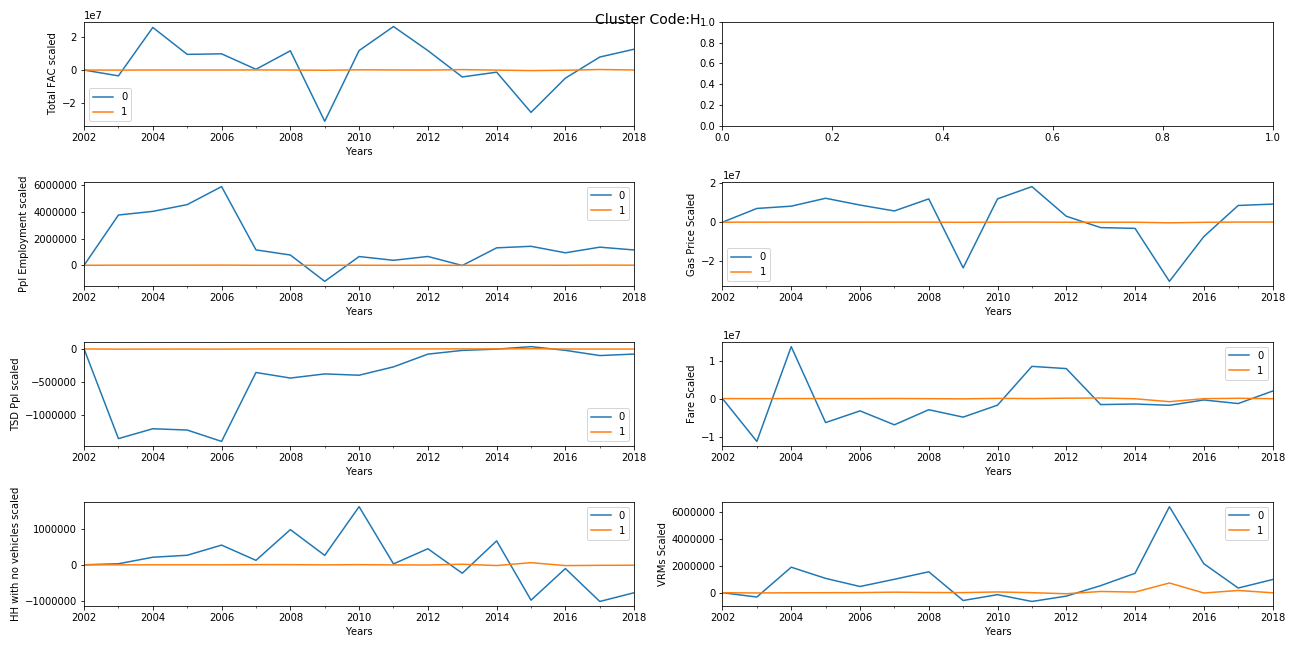 Cluster Code:H
1e7
Total FAC scaled
2
0
−2
0
1
2002 2004 2006 2008 2010 2012 2014 2016 2018
Years
1.0
0.8
0.6
0.4
0.2
0.0
0.0 0.2 0.4 0.6 0.8 1.0
Ppl Employment scaled
6000000
4000000
2000000
0
0
1
2002 2004 2006 2008 2010 2012 2014 2016 2018
Years
1e7
Gas Price Scaled
2
0
−2
0
1
2002 2004 2006 2008 2010 2012 2014 2016 2018
Years
TSD Ppl scaled
0
−500000
−1000000
0
1
2002 2004 2006 2008 2010 2012 2014 2016 2018
Years
1e7
Fare Scaled
1
0
−1
0
1
2002 2004 2006 2008 2010 2012 2014 2016 2018
Years
HH with no vehicles scaled
1000000
0
−1000000
0
1
2002 2004 2006 2008 2010 2012 2014 2016 2018
Years
VRMs Scaled
6000000
4000000
2000000
0
0
1
2002 2004 2006 2008 2010 2012 2014 2016 2018
Years